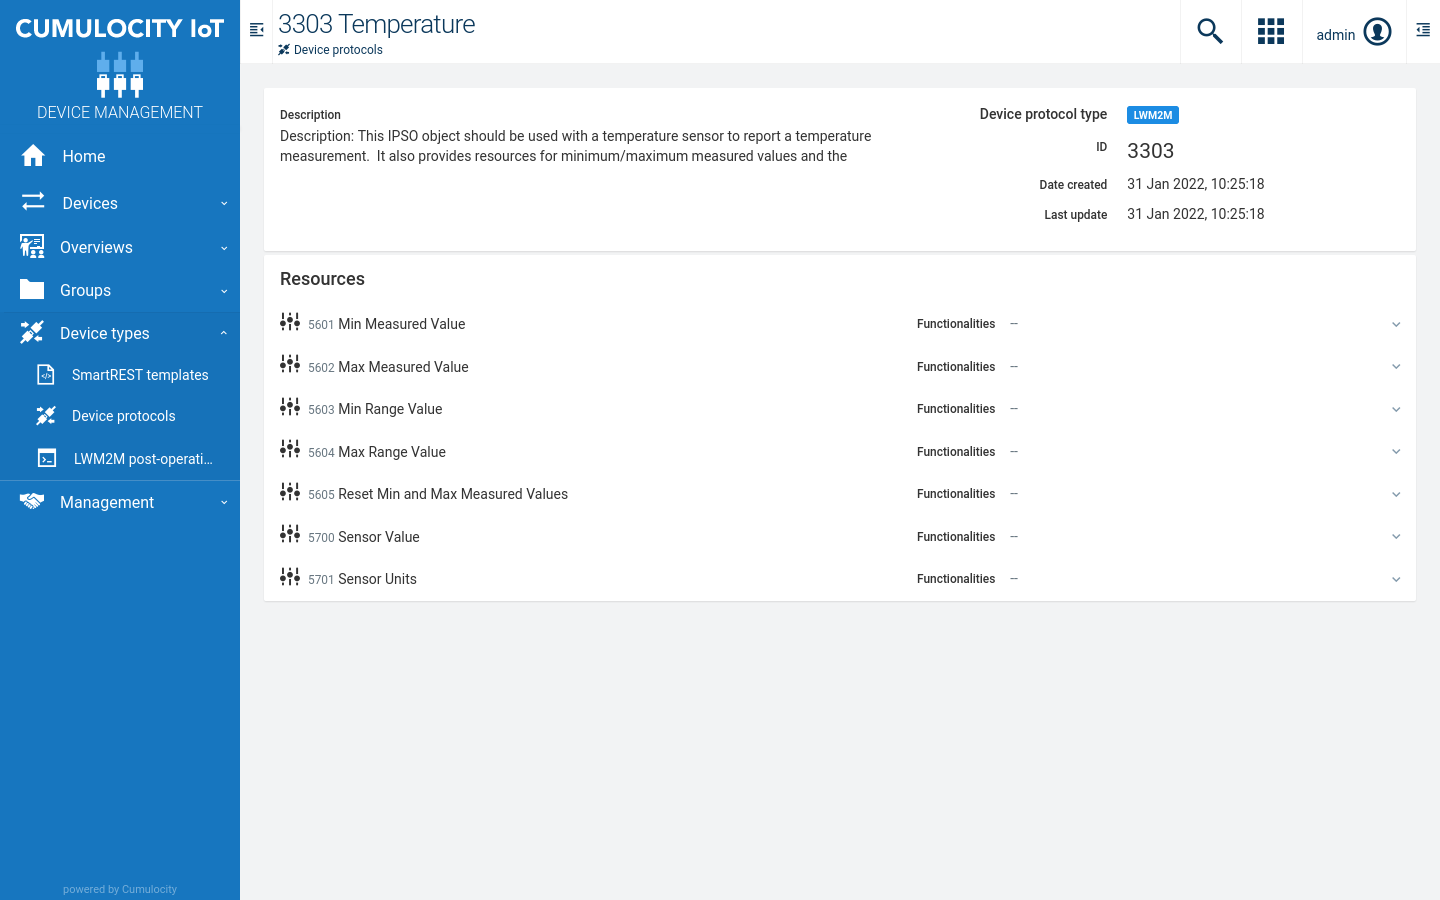 CUMULOCITY IoT
DEVICE MANAGEMENT
Home
Devices
Overviews
Groups
Device types
SmartREST templates
Device protocols
LWM2M post-operati...
Management
powered by Cumulocity
3303 Temperature
Device protocols
admin
Description
Description: This IPSO object should be used with a temperature sensor to report a temperature
measurement.  It also provides resources for minimum/maximum measured values and the
Device protocol type LWM2M
ID 3303
Date created 31 Jan 2022, 10:25:18
Last update 31 Jan 2022, 10:25:18
Resources
5601 Min Measured Value Functionalities --
5602 Max Measured Value Functionalities --
5603 Min Range Value Functionalities --
5604 Max Range Value Functionalities --
5605 Reset Min and Max Measured Values Functionalities --
5700 Sensor Value Functionalities --
5701 Sensor Units Functionalities --